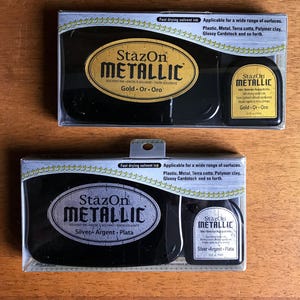 Fast drying solvent ink
Applicable for a wide range of surfaces.
Plastic, Metal, Terra cotta, Polymer clay,
Glossy Cardstock and so forth.
StazOn
METALLIC
Gold • Or • Oro
StazOn
METALLIC
Gold • Or • Oro
Fast drying solvent ink
Applicable for a wide range of surfaces.
Plastic, Metal, Terra cotta, Polymer clay,
Glossy Cardstock and so forth.
StazOn
METALLIC
Silver • Argent • Plata
StazOn
METALLIC
Silver • Argent • Plata